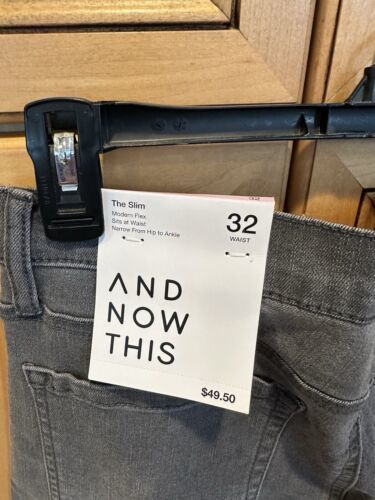 The Slim
Modern Flex
Sits at Waist
Narrow From Hip to Ankle
32
WAIST
AND
NOW
THIS
$49.50